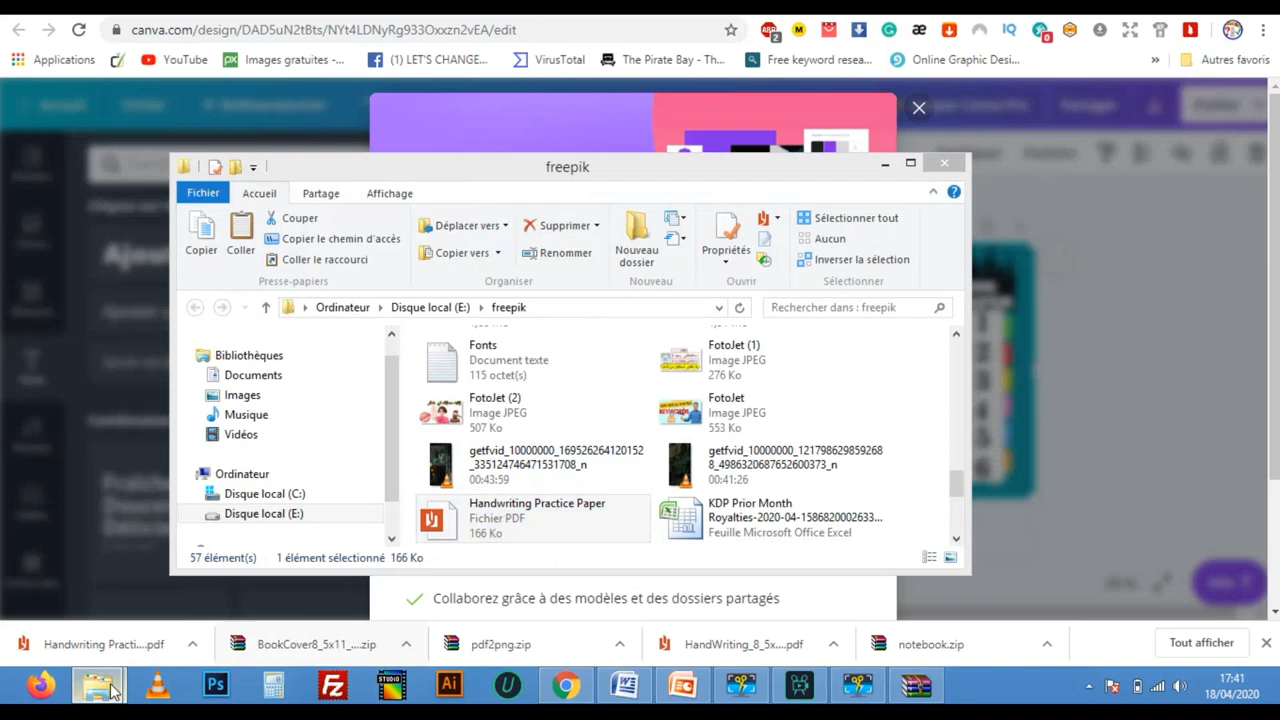 canva.com/design/DAD5uN2tBts/NYt4LDNyRg933Oxxzn2vEA/edit
2
0
Applications
YouTube
Images gratuites -...
(1) LET'S CHANGE...
VirusTotal
The Pirate Bay - Th...
Free keyword resea...
Online Graphic Desi...
Autres favoris
freepik
Fichier
Accueil
Partage
Affichage
Copier
Coller
Couper
Copier le chemin d'accès
Coller le raccourci
Presse-papiers
Déplacer vers
Supprimer
Copier vers
Renommer
Organiser
Nouveau
dossier
Nouveau
Propriétés
Ouvrir
Sélectionner tout
Aucun
Inverser la sélection
Sélectionner
Ordinateur
Disque local (E:)
freepik
Rechercher dans : freepik
Bibliothèques
Documents
Images
Musique
Vidéos
Ordinateur
Disque local (C:)
Disque local (E:)
Fonts
Document texte
115 octet(s)
FotoJet (1)
Image JPEG
276 Ko
FotoJet (2)
Image JPEG
507 Ko
FotoJet
Image JPEG
553 Ko
getfvid_10000000_169526264120152
_335124746471531708_n
00:43:59
getfvid_10000000_121798629859268
8_4986320687652600373_n
00:41:26
Handwriting Practice Paper
Fichier PDF
166 Ko
KDP Prior Month
Royalties-2020-04-1586820002633...
Feuille Microsoft Office Excel
57 élément(s)
1 élément sélectionné 166 Ko
Collaborez grâce à des modèles et des dossiers partagés
Handwriting Practi....pdf
BookCover8_5x11_....zip
pdf2png.zip
HandWriting_8_5x....pdf
notebook.zip
Tout afficher
Ps
STUDIO
Ai
17:41
18/04/2020